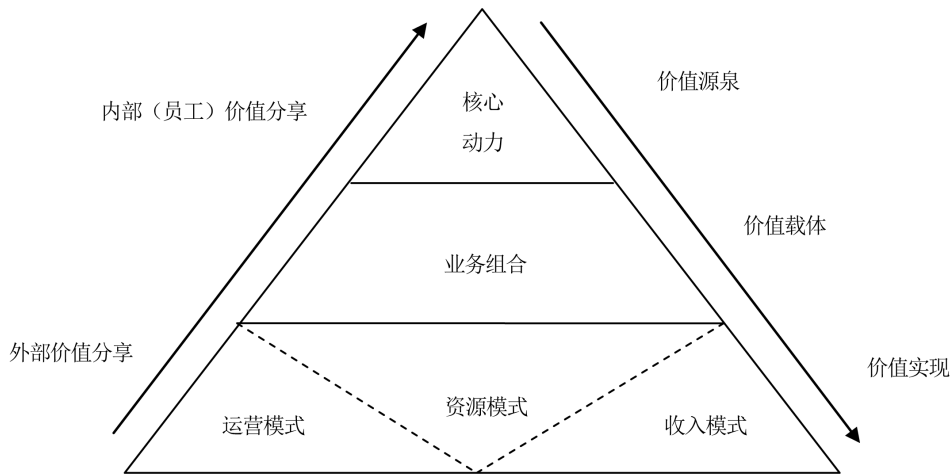 价值源泉
核心
动力
内部（员工）价值分享
价值载体
业务组合
外部价值分享
价值实现
运营模式
资源模式
收入模式